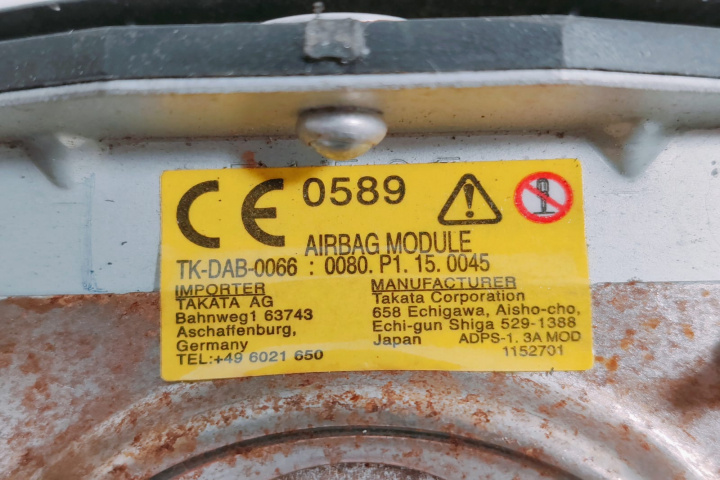 CE 0589
AIRBAG MODULE
TK-DAB-0066 : 0080. P1. 15. 0045
IMPORTER
TAKATA AG
Bahnweg1 63743
Aschaffenburg,
Germany
TEL:+49 6021 650
MANUFACTURER
Takata Corporation
658 Echigawa, Aisho-cho,
Echi-gun Shiga 529-1388
Japan ADPS-1. 3A MOD
1152701